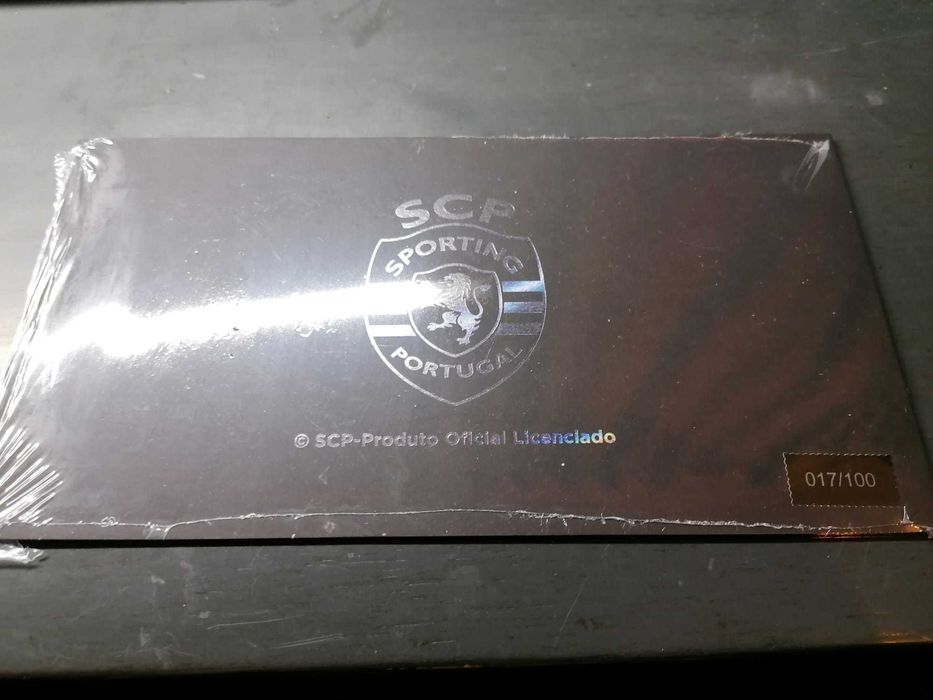 SCP
SPORTING
PORTUGAL
© SCP-Produto Oficial Licenciado
017/100